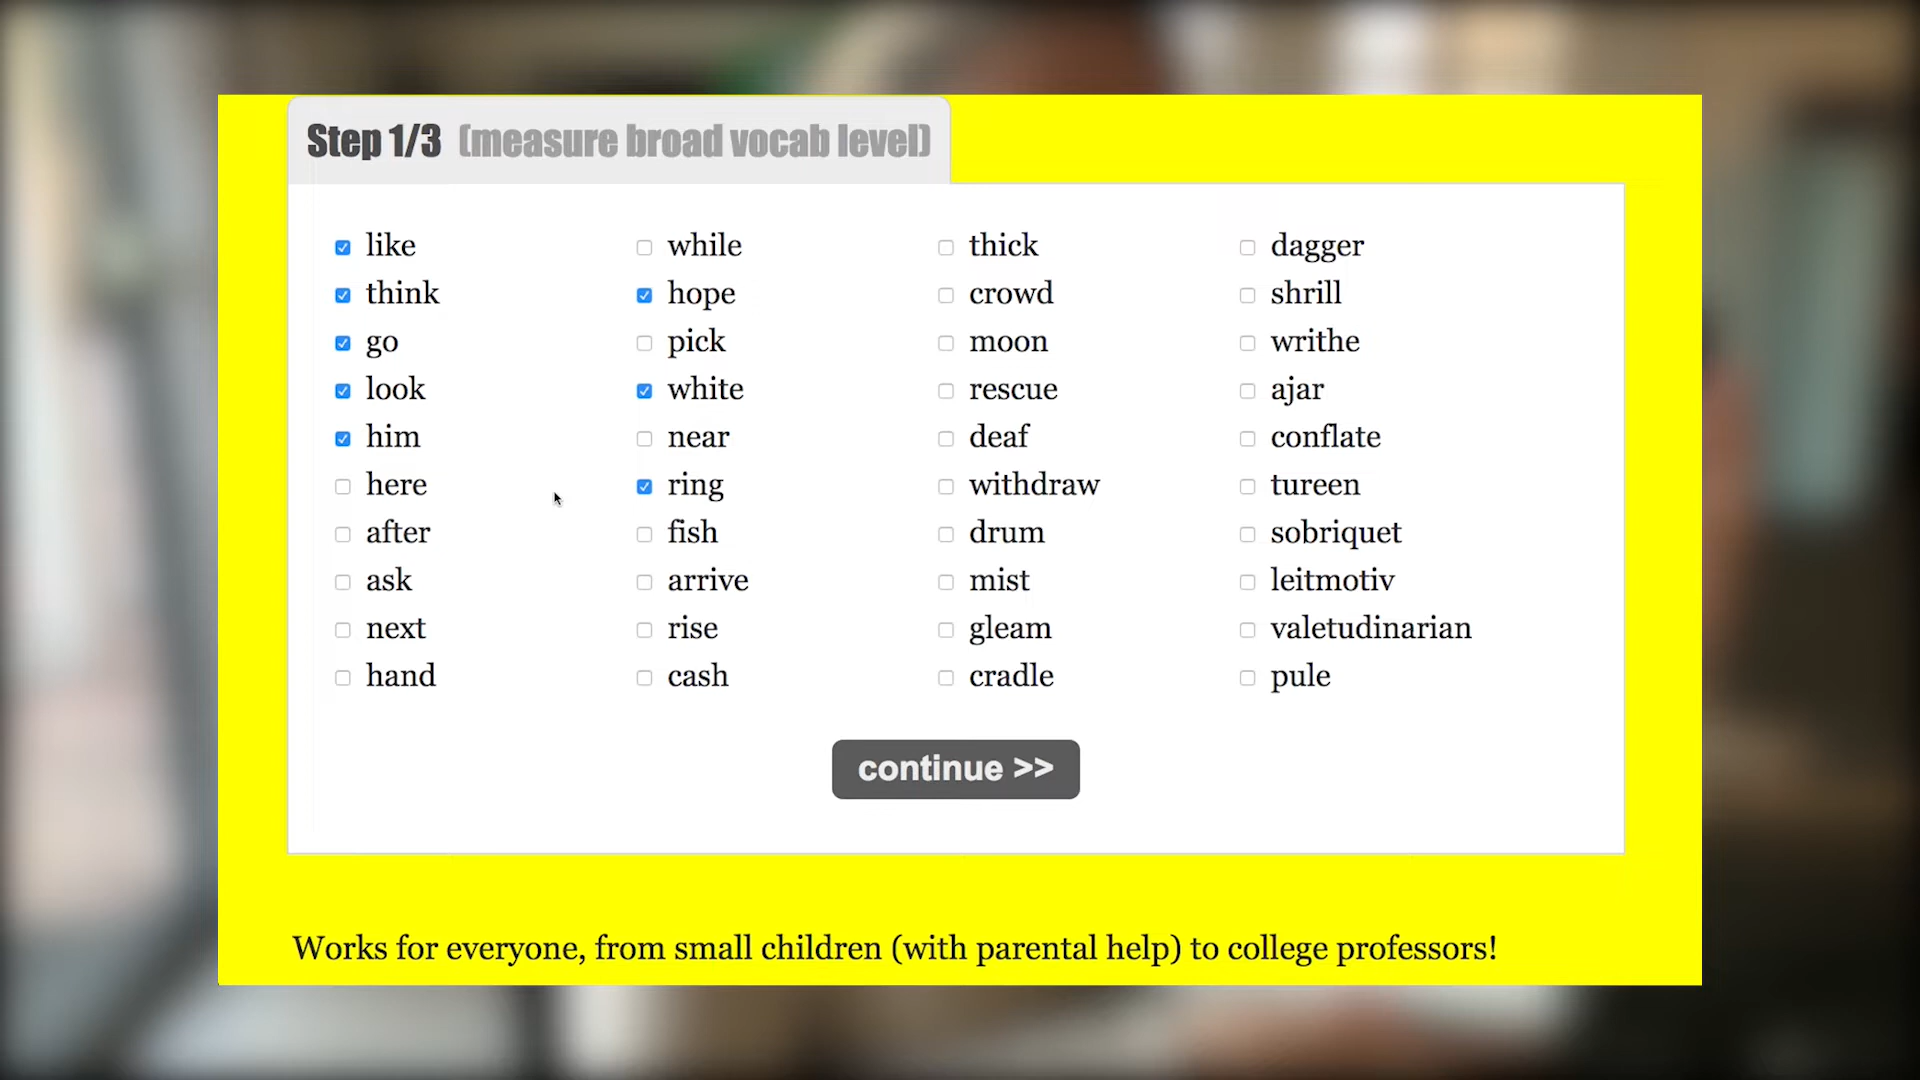 Step 1/3 (measure broad vocab level)
like
think
go
look
him
here
after
ask
next
hand
while
hope
pick
white
near
ring
fish
arrive
rise
cash
thick
crowd
moon
rescue
deaf
withdraw
drum
mist
gleam
cradle
dagger
shrill
writhe
ajar
conflate
tureen
sobriquet
leitmotiv
valetudinarian
pule
continue >>
Works for everyone, from small children (with parental help) to college professors!